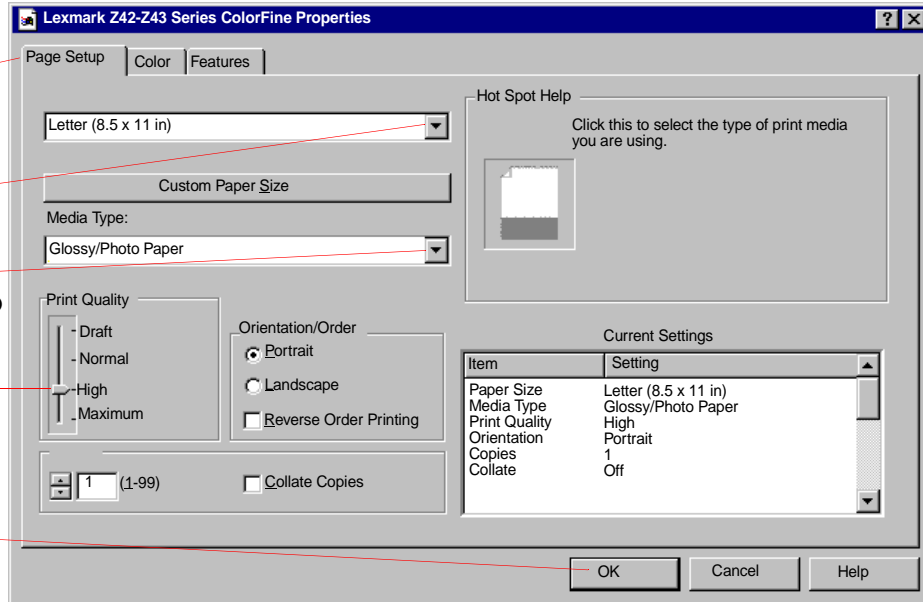 Lexmark Z42-Z43 Series ColorFine Properties
Page Setup
Color
Features
Letter (8.5 x 11 in)
Custom Paper Size
Media Type:
Glossy/Photo Paper
Print Quality
Draft
Normal
High
Maximum
Orientation/Order
Portrait
Landscape
Reverse Order Printing
1 (1-99)
Collate Copies
Hot Spot Help
Click this to select the type of print media
you are using.
Current Settings
Item Setting
Paper Size Letter (8.5 x 11 in)
Media Type Glossy/Photo Paper
Print Quality High
Orientation Portrait
Copies 1
Collate Off
OK
Cancel
Help